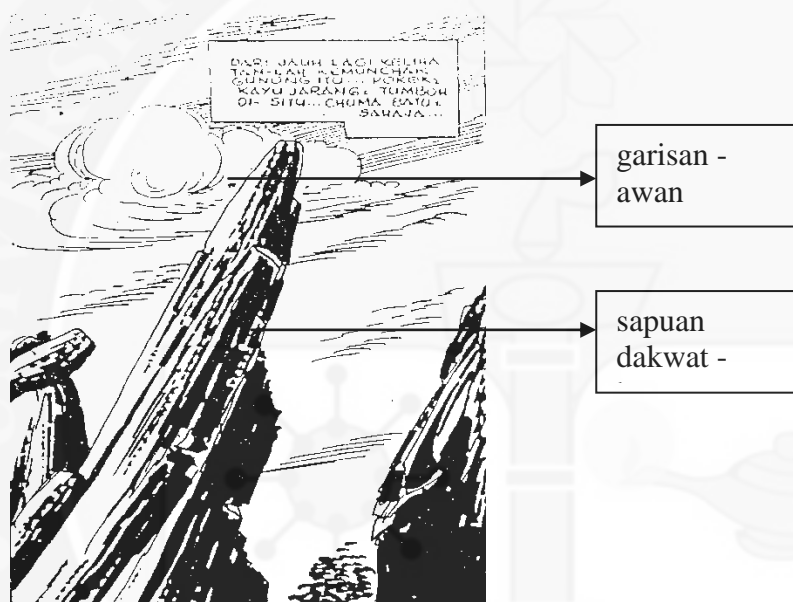 DARI JAUH LAGI KELIHA
TAN-LAH KEMUNCHAK
GUNONG ITU... POKOK2
KAYU JARANG2 TUMBOH
DI- SITU... CHUMA BATU2
SAHAJA...
garisan -
awan
sapuan
dakwat -